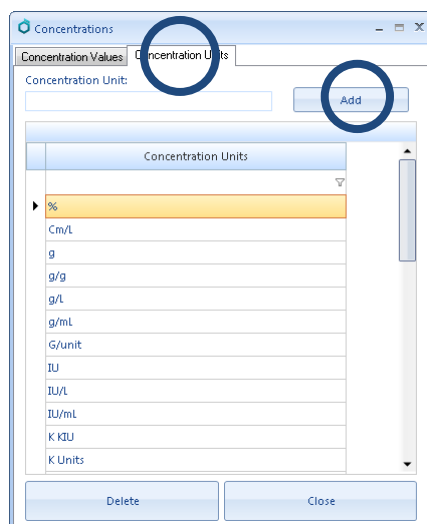 Concentrations
Concentration Values Concentration Units
Concentration Unit:
Add
Concentration Units
%
Cm/L
g
g/g
g/L
g/mL
G/unit
IU
IU/L
IU/mL
K KIU
K Units
Delete Close